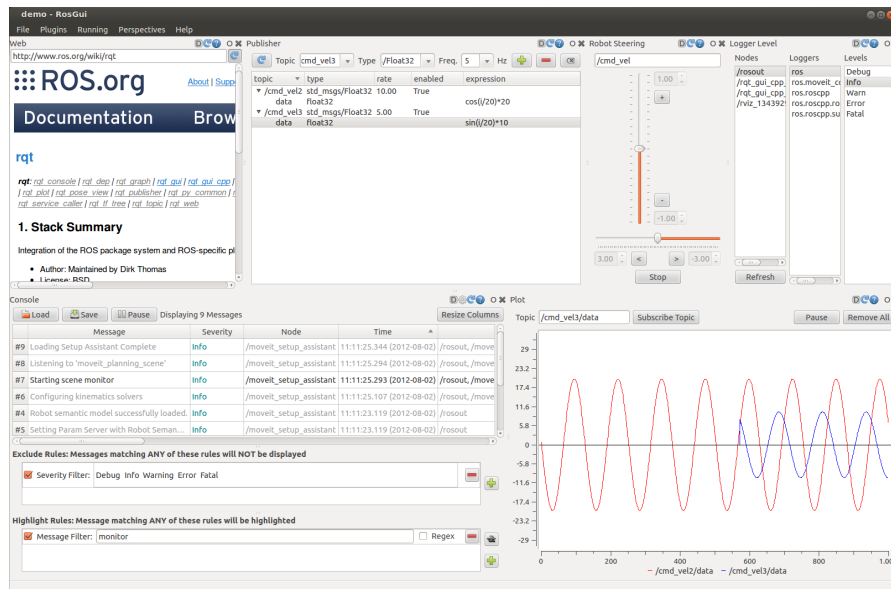 demo - RosGui
File Plugins Running Perspectives Help
Web
http://www.ros.org/wiki/rqt
ROS.org
About | Supp
Documentation Brow
rqt
rqt: rqt_console | rqt_dep | rqt_graph | rqt_gui | rqt_gui_cpp |
| rqt_plot | rqt_pose_view | rqt_publisher | rqt_py_common |
rqt_service_caller | rqt_tf_tree | rqt_topic | rqt_web
1. Stack Summary
Integration of the ROS package system and ROS-specific pl
Author: Maintained by Dirk Thomas
License: BSD
Publisher
Topic cmd_vel3 Type /Float32 Freq. 5 Hz
topic type rate enabled expression
/cmd_vel2 std_msgs/Float32 10.00 True
data float32 cos(i/20)*20
/cmd_vel3 std_msgs/Float32 5.00 True
data float32 sin(i/20)*10
Robot Steering
/cmd_vel
1.00
+
-
-1.00
3.00 < > -3.00
Stop
Logger Level
Nodes Loggers Levels
/rosout ros Debug
/rqt_gui_cpp_ ros.moveit_cc Info
/rqt_gui_cpp_ ros.roscpp Warn
/rviz_1343929 ros.roscpp.ro Error
ros.roscpp.su Fatal
Refresh
Console
Load Save Pause Displaying 9 Messages Resize Columns
Message Severity Node Time
#9 Loading Setup Assistant Complete Info /moveit_setup_assistant 11:11:25.344 (2012-08-02) /rosout, /move
#8 Listening to 'moveit_planning_scene' Info /moveit_setup_assistant 11:11:25.294 (2012-08-02) /rosout, /move
#7 Starting scene monitor Info /moveit_setup_assistant 11:11:25.293 (2012-08-02) /rosout, /move
#6 Configuring kinematics solvers Info /moveit_setup_assistant 11:11:25.107 (2012-08-02) /rosout, /move
#4 Robot semantic model successfully loaded. Info /moveit_setup_assistant 11:11:23.119 (2012-08-02) /rosout
#5 Setting Param Server with Robot Seman... Info /moveit_setup_assistant 11:11:23.119 (2012-08-02) /rosout
Exclude Rules: Messages matching ANY of these rules will NOT be displayed
Severity Filter: Debug Info Warning Error Fatal
Highlight Rules: Message matching ANY of these rules will be highlighted
Message Filter: monitor Regex
Plot
Topic /cmd_vel3/data Subscribe Topic Pause Remove All
29
23.2
17.4
11.6
5.8
0
-5.8
-11.6
-17.4
-23.2
-29
0 200 400 600 800 1.00
/cmd_vel2/data /cmd_vel3/data